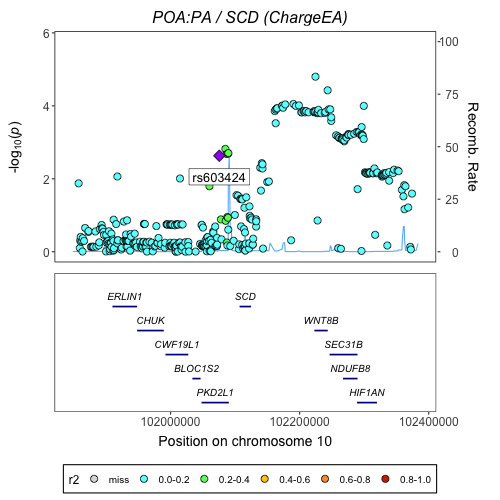 POA:PA / SCD (ChargeEA)
6
4
2
0
-log10(p)
100
75
50
25
0
Recomb. Rate
rs603424
ERLIN1
SCD
CHUK
WNT8B
CWF19L1
SEC31B
BLOC1S2
NDUFB8
PKD2L1
HIF1AN
102000000 102200000 102400000
Position on chromosome 10
r2 miss 0.0-0.2 0.2-0.4 0.4-0.6 0.6-0.8 0.8-1.0